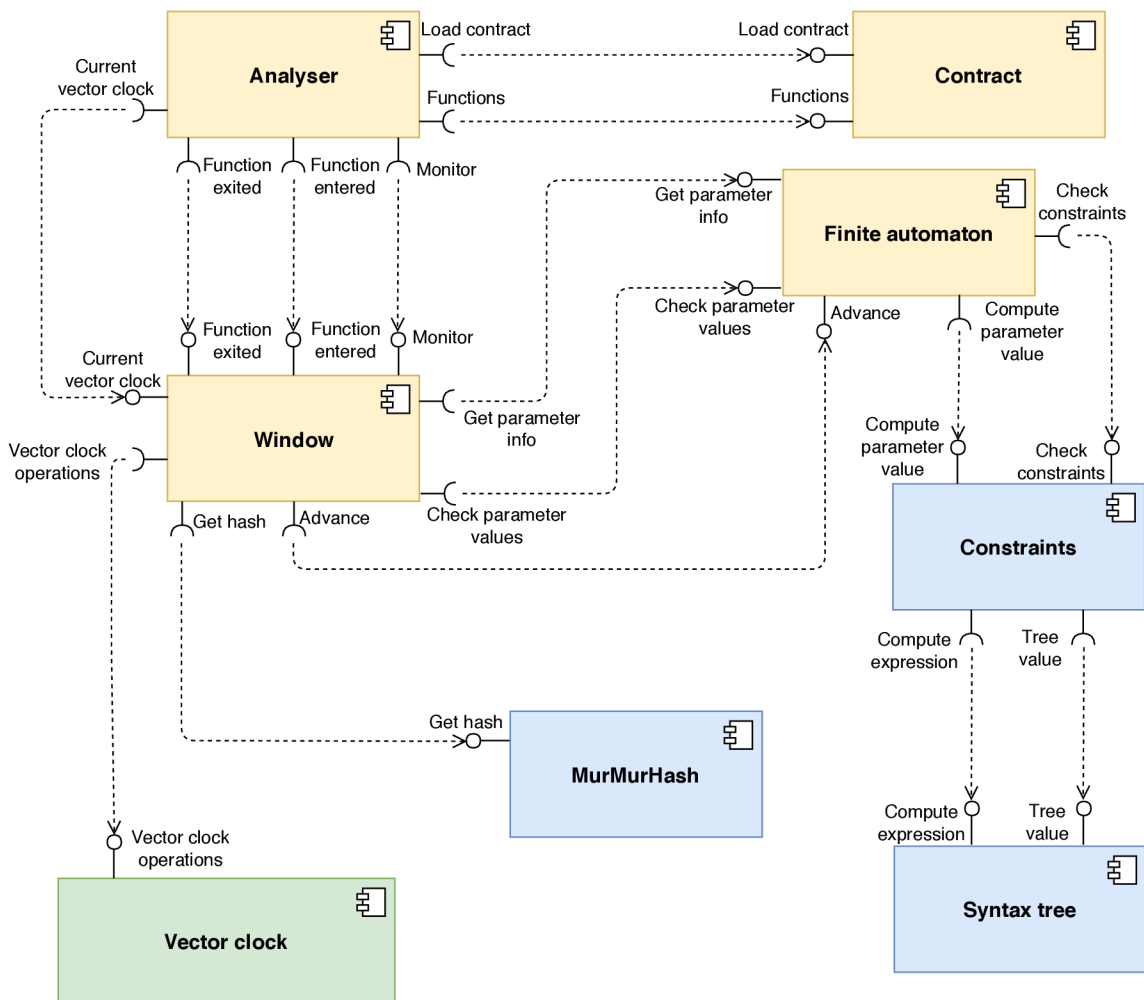 Load contract
Load contract
Analyser
Contract
Current
vector clock
Functions
Functions
Function
exited
Function
entered
Monitor
Get parameter
info
Check
constraints
Finite automaton
Check parameter
values
Advance
Compute
parameter
value
Function
exited
Function
entered
Monitor
Current
vector clock
Get parameter
info
Window
Vector clock
operations
Compute
parameter
value
Check
constraints
Get hash
Advance
Check parameter
values
Constraints
Compute
expression
Tree
value
Get hash
MurMurHash
Compute
expression
Tree
value
Vector clock
operations
Syntax tree
Vector clock